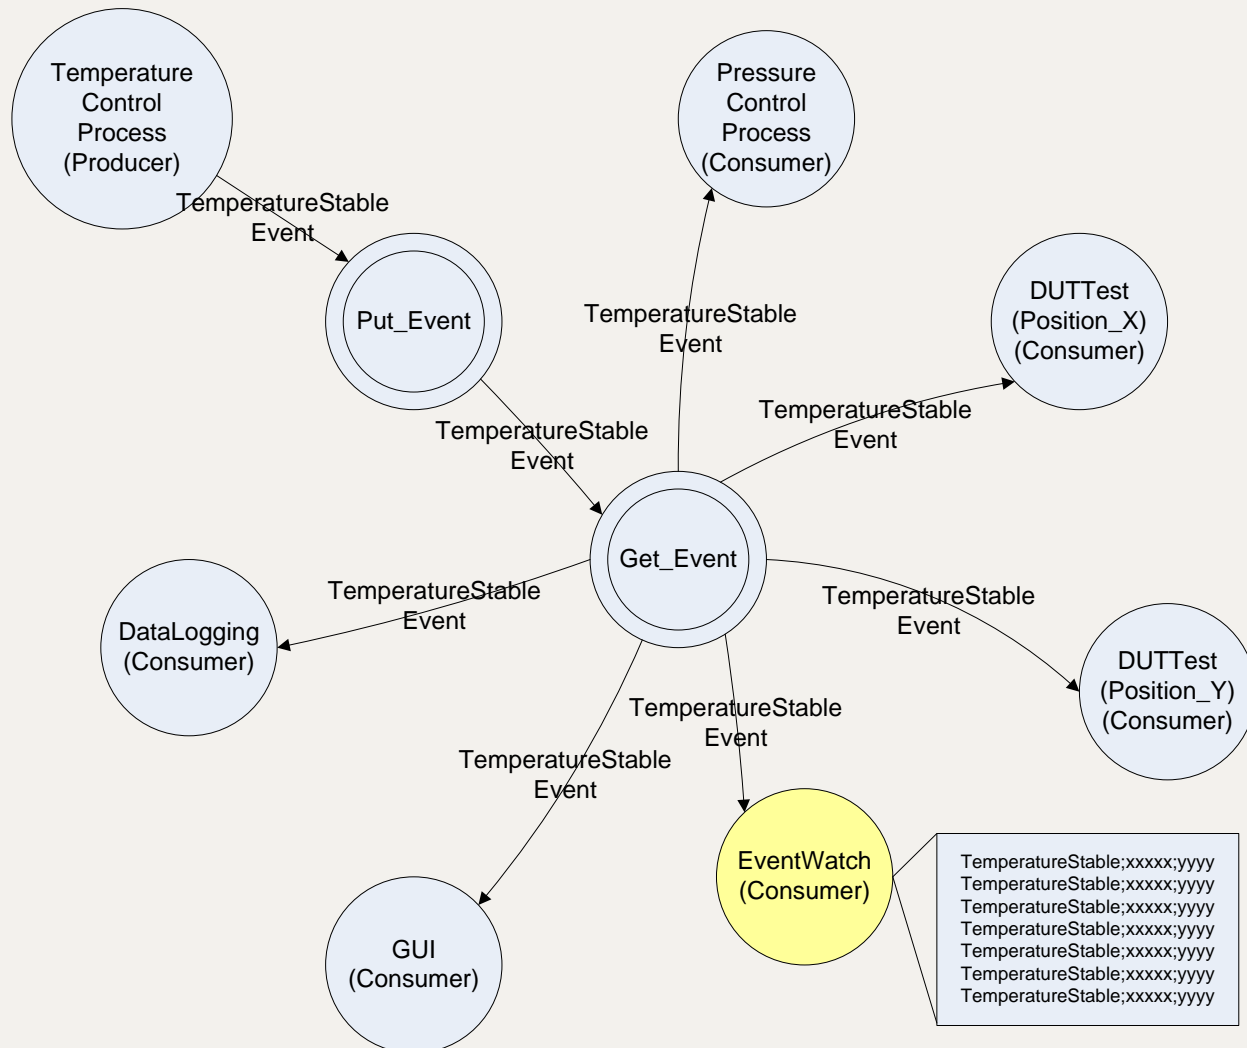 Temperature
Control
Process
(Producer)
Pressure
Control
Process
(Consumer)
TemperatureStable
Event
DUTTest
(Position_X)
(Consumer)
Put_Event
TemperatureStable
Event
TemperatureStable
Event
TemperatureStable
Event
Get_Event
TemperatureStable
Event
TemperatureStable
Event
DataLogging
(Consumer)
DUTTest
(Position_Y)
(Consumer)
TemperatureStable
Event
TemperatureStable
Event
EventWatch
(Consumer)
TemperatureStable;xxxxx;yyyy
TemperatureStable;xxxxx;yyyy
TemperatureStable;xxxxx;yyyy
TemperatureStable;xxxxx;yyyy
TemperatureStable;xxxxx;yyyy
TemperatureStable;xxxxx;yyyy
TemperatureStable;xxxxx;yyyy
GUI
(Consumer)